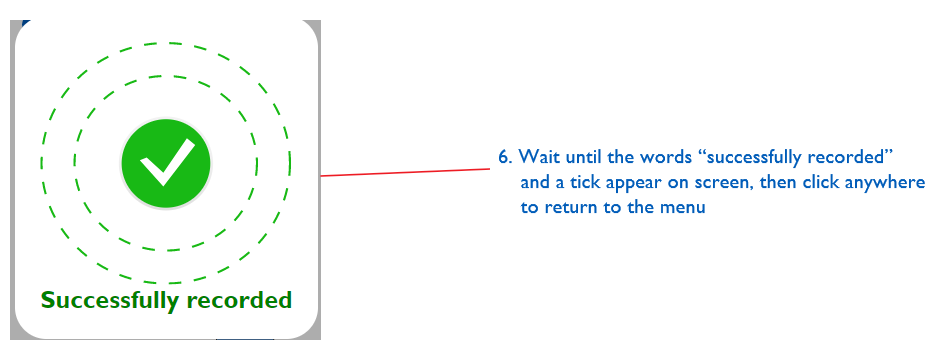 Successfully recorded
6. Wait until the words “successfully recorded”
and a tick appear on screen, then click anywhere
to return to the menu